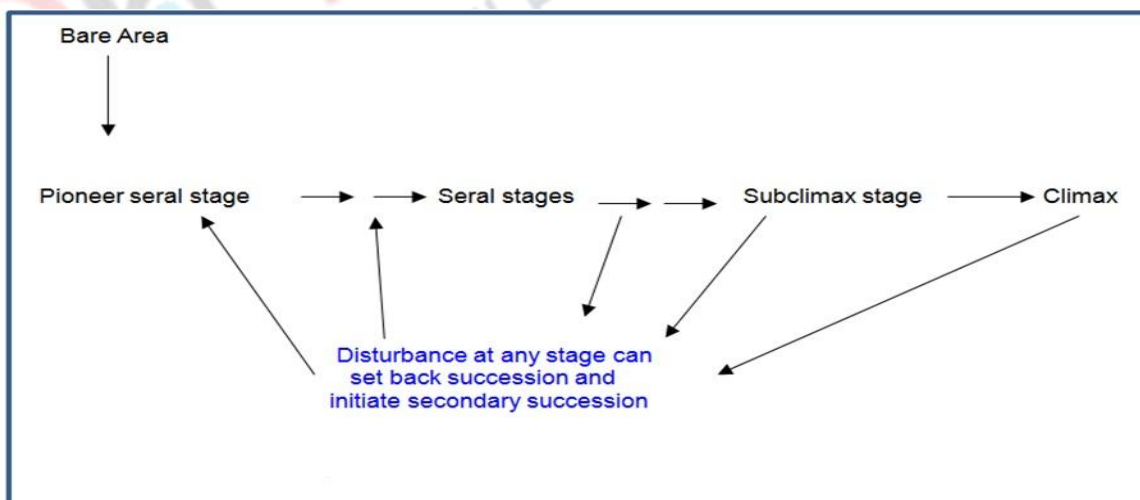 Bare Area
Pioneer seral stage
Seral stages
Subclimax stage
Climax
Disturbance at any stage can
set back succession and
initiate secondary succession